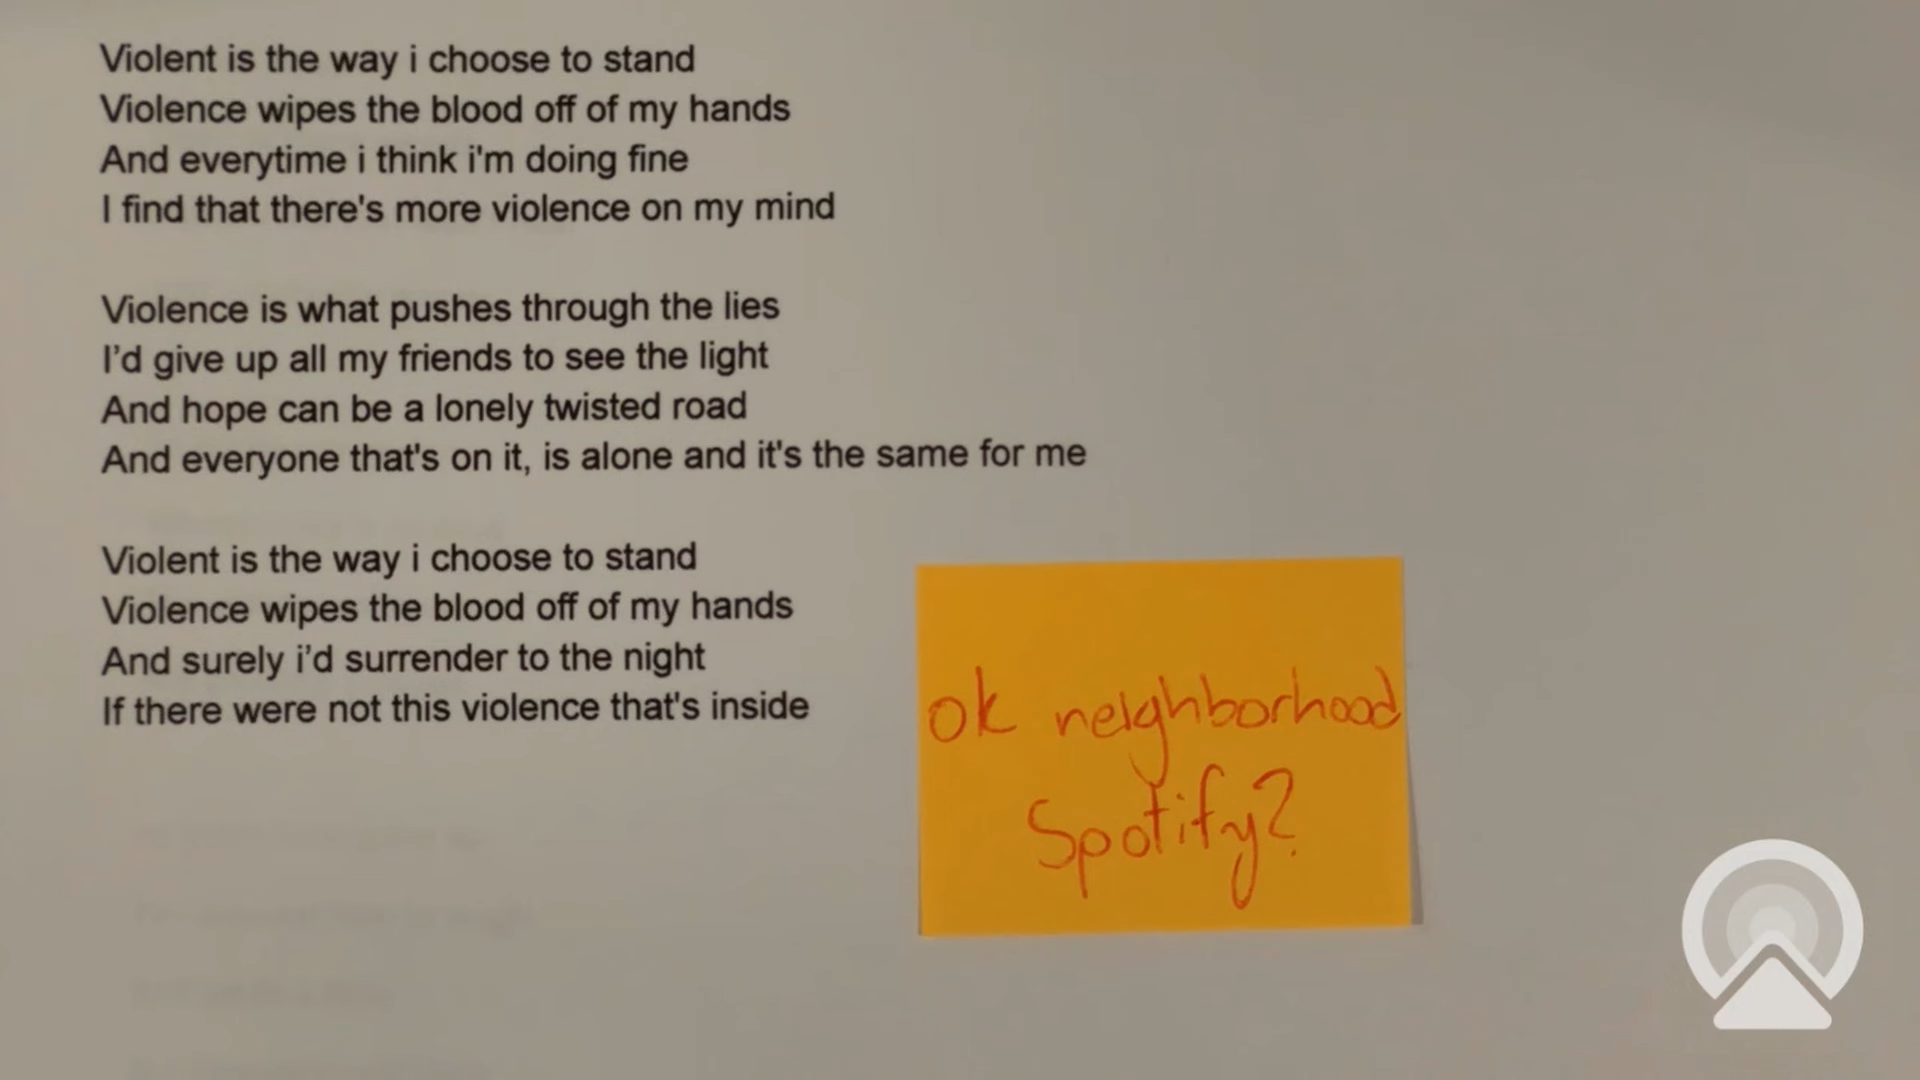 Violent is the way i choose to stand
Violence wipes the blood off of my hands
And everytime i think i'm doing fine
I find that there's more violence on my mind
Violence is what pushes through the lies
I'd give up all my friends to see the light
And hope can be a lonely twisted road
And everyone that's on it, is alone and it's the same for me
Violent is the way i choose to stand
Violence wipes the blood off of my hands
And surely i'd surrender to the night
If there were not this violence that's inside
ok neighborhood
Spotify?